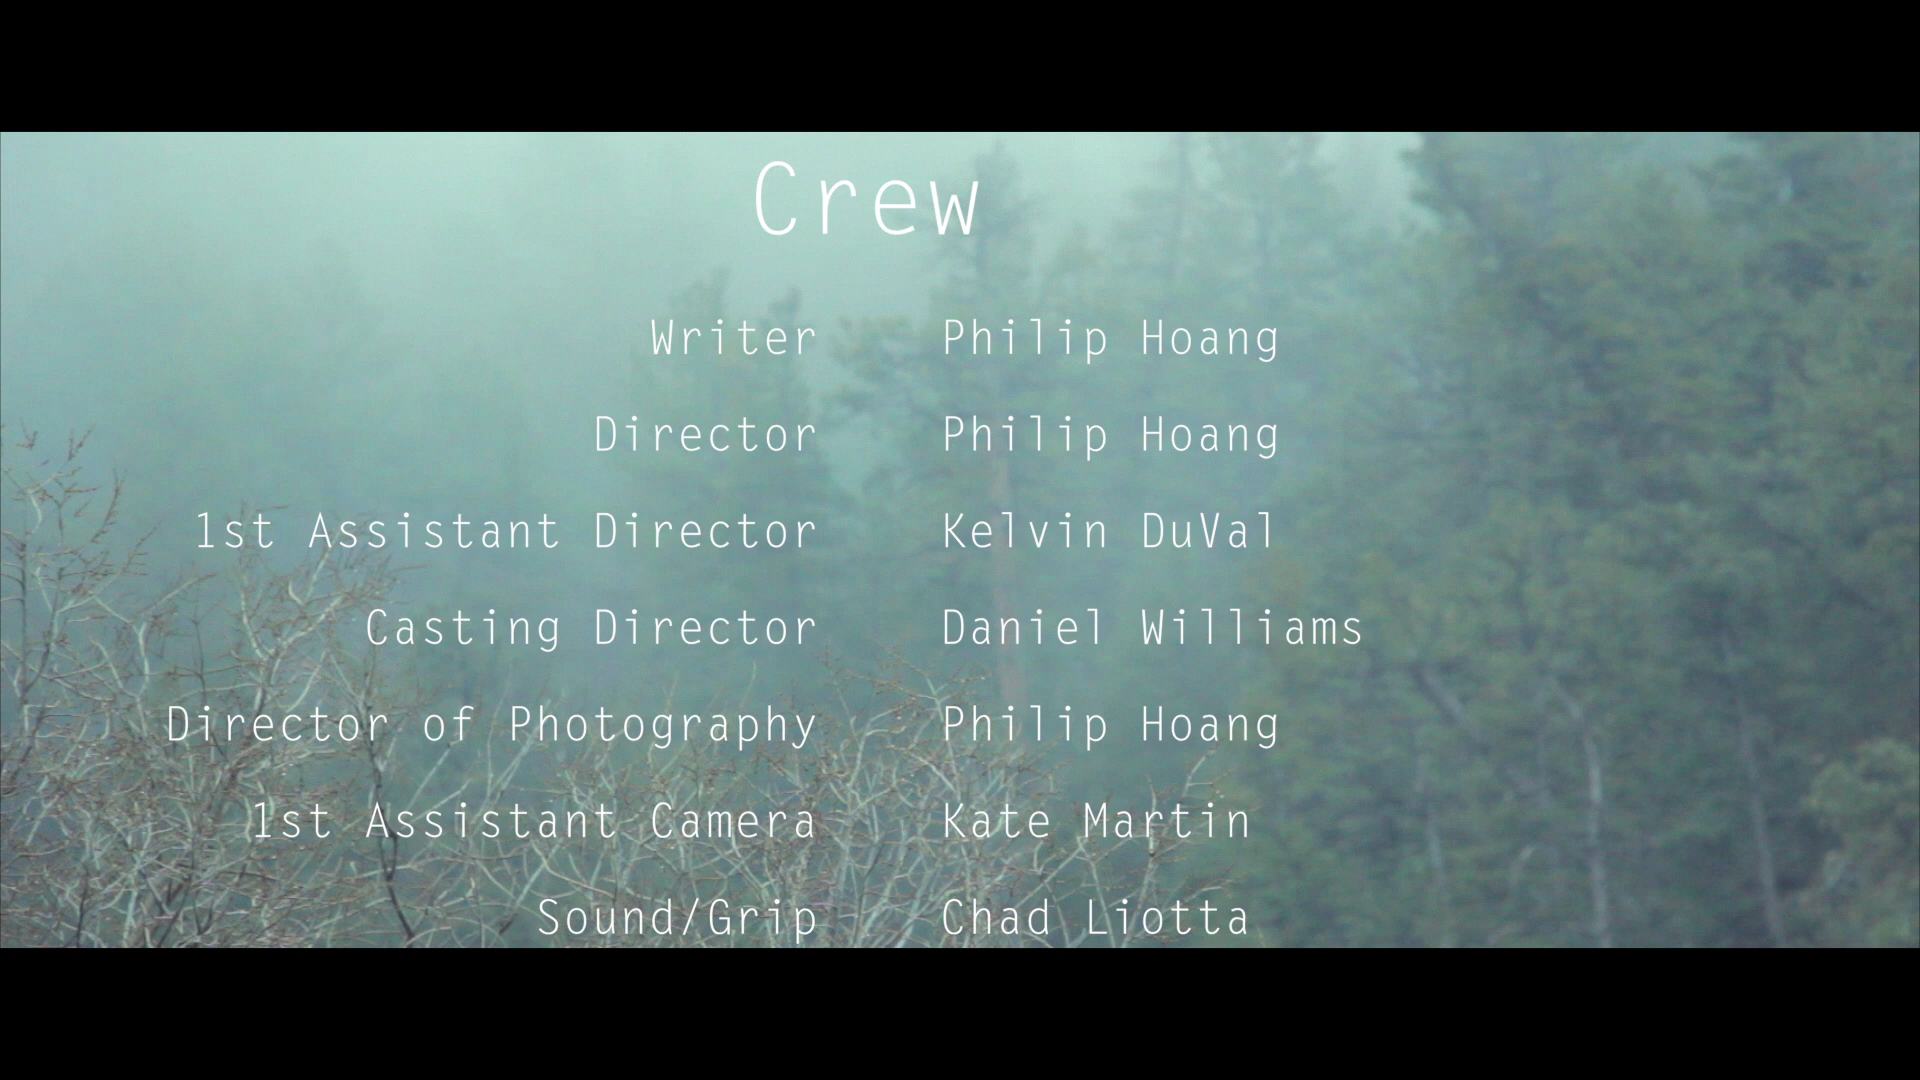 Crew
Writer Philip Hoang
Director Philip Hoang
1st Assistant Director Kelvin DuVal
Casting Director Daniel Williams
Director of Photography Philip Hoang
1st Assistant Camera Kate Martin
Sound/Grip Chad Liotta